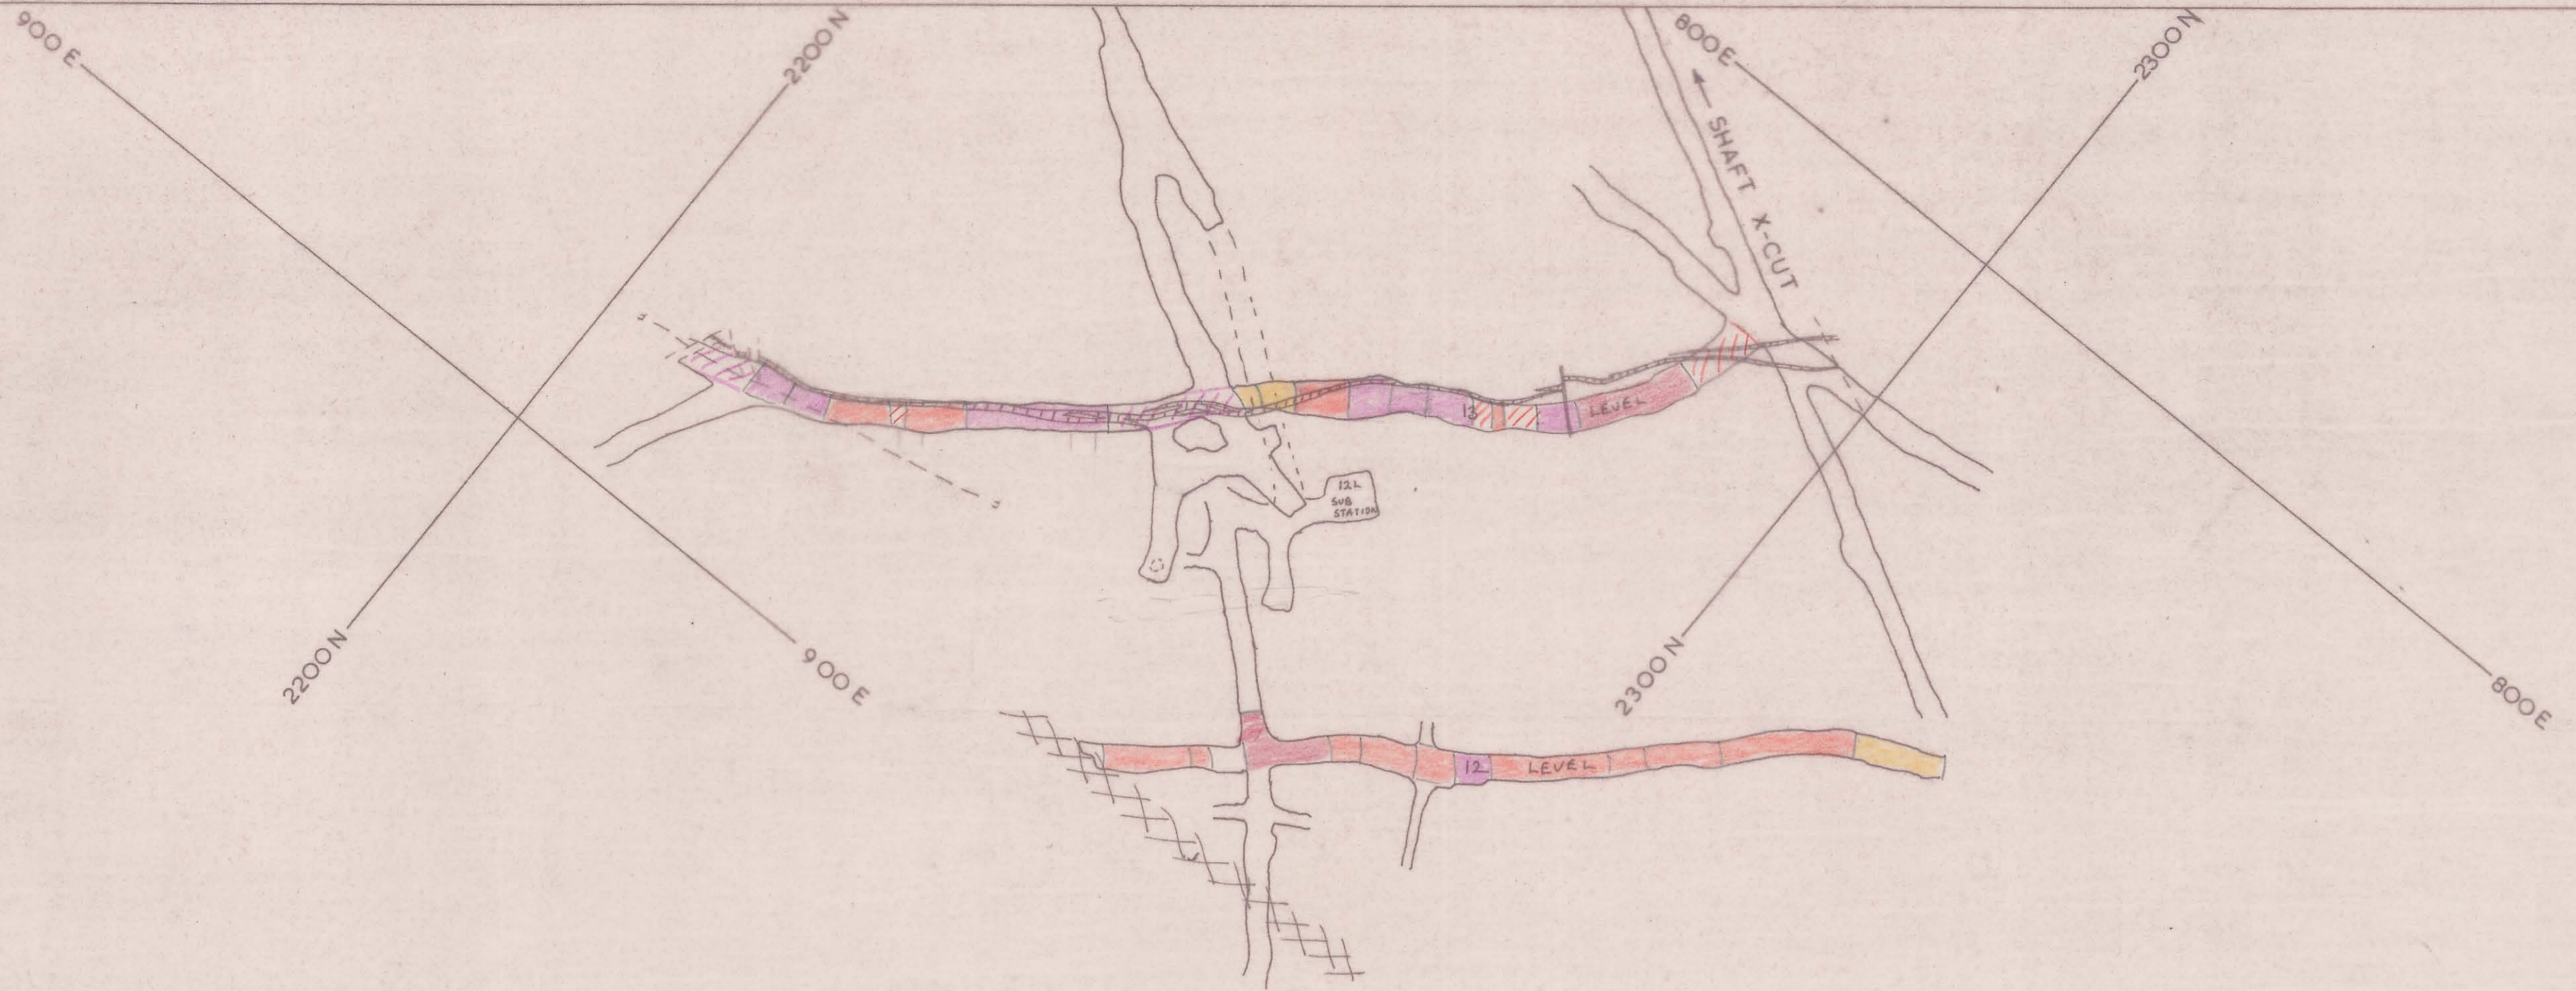 900 E
2200 N
800 E
2300 N
SHAFT X-CUT
13 LEVEL
12L
SUB
STATION
2200 N
900 E
2300 N
800 E
12 LEVEL